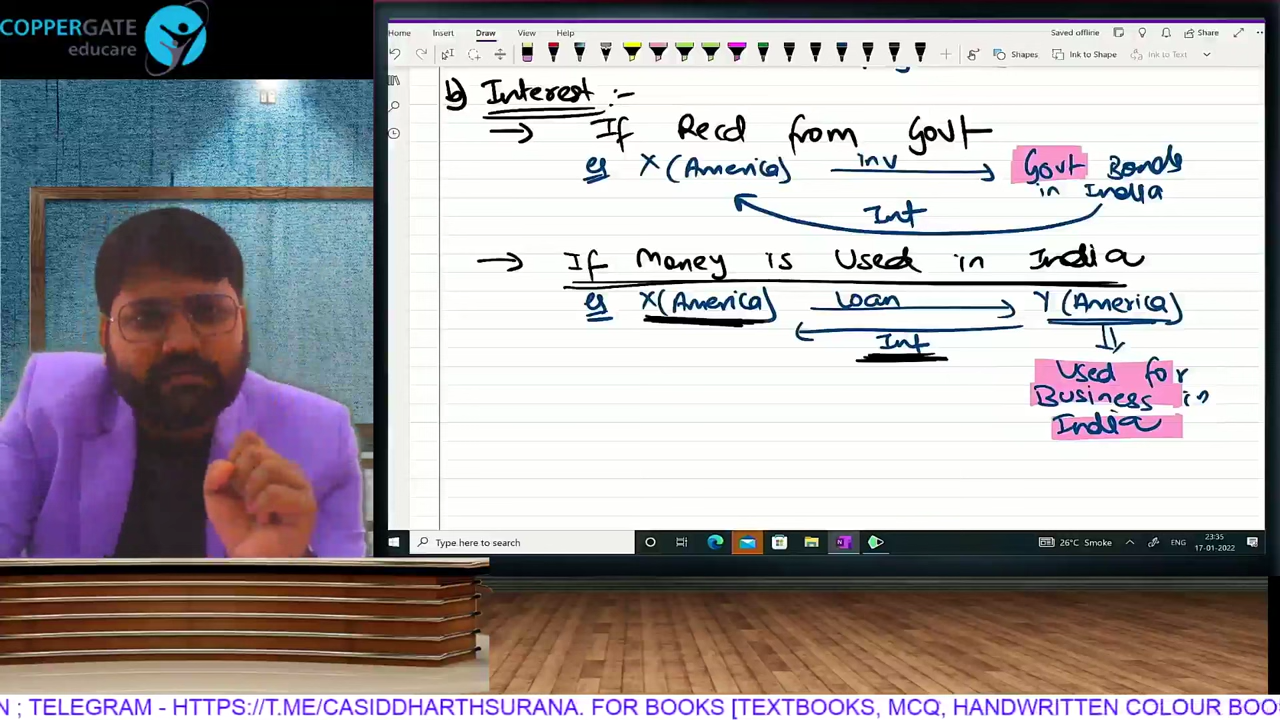 COPPERGATE
educare
Home Insert Draw View Help
Saved offline
Share
Shapes
Ink to Shape
Ink to Text
b) Interest :-
→ If Recd from Govt
eg X (America) inv → Govt Bonds
in India
Int
→ If Money is Used in India
eg X (America) Loan → Y (America)
Int
Used for
Business in
India
Type here to search
26°C Smoke
ENG
23:35
17-01-2022
N ; TELEGRAM - HTTPS://T.ME/CASIDDHARTHSURANA. FOR BOOKS [TEXTBOOKS, MCQ, HANDWRITTEN COLOUR BOO